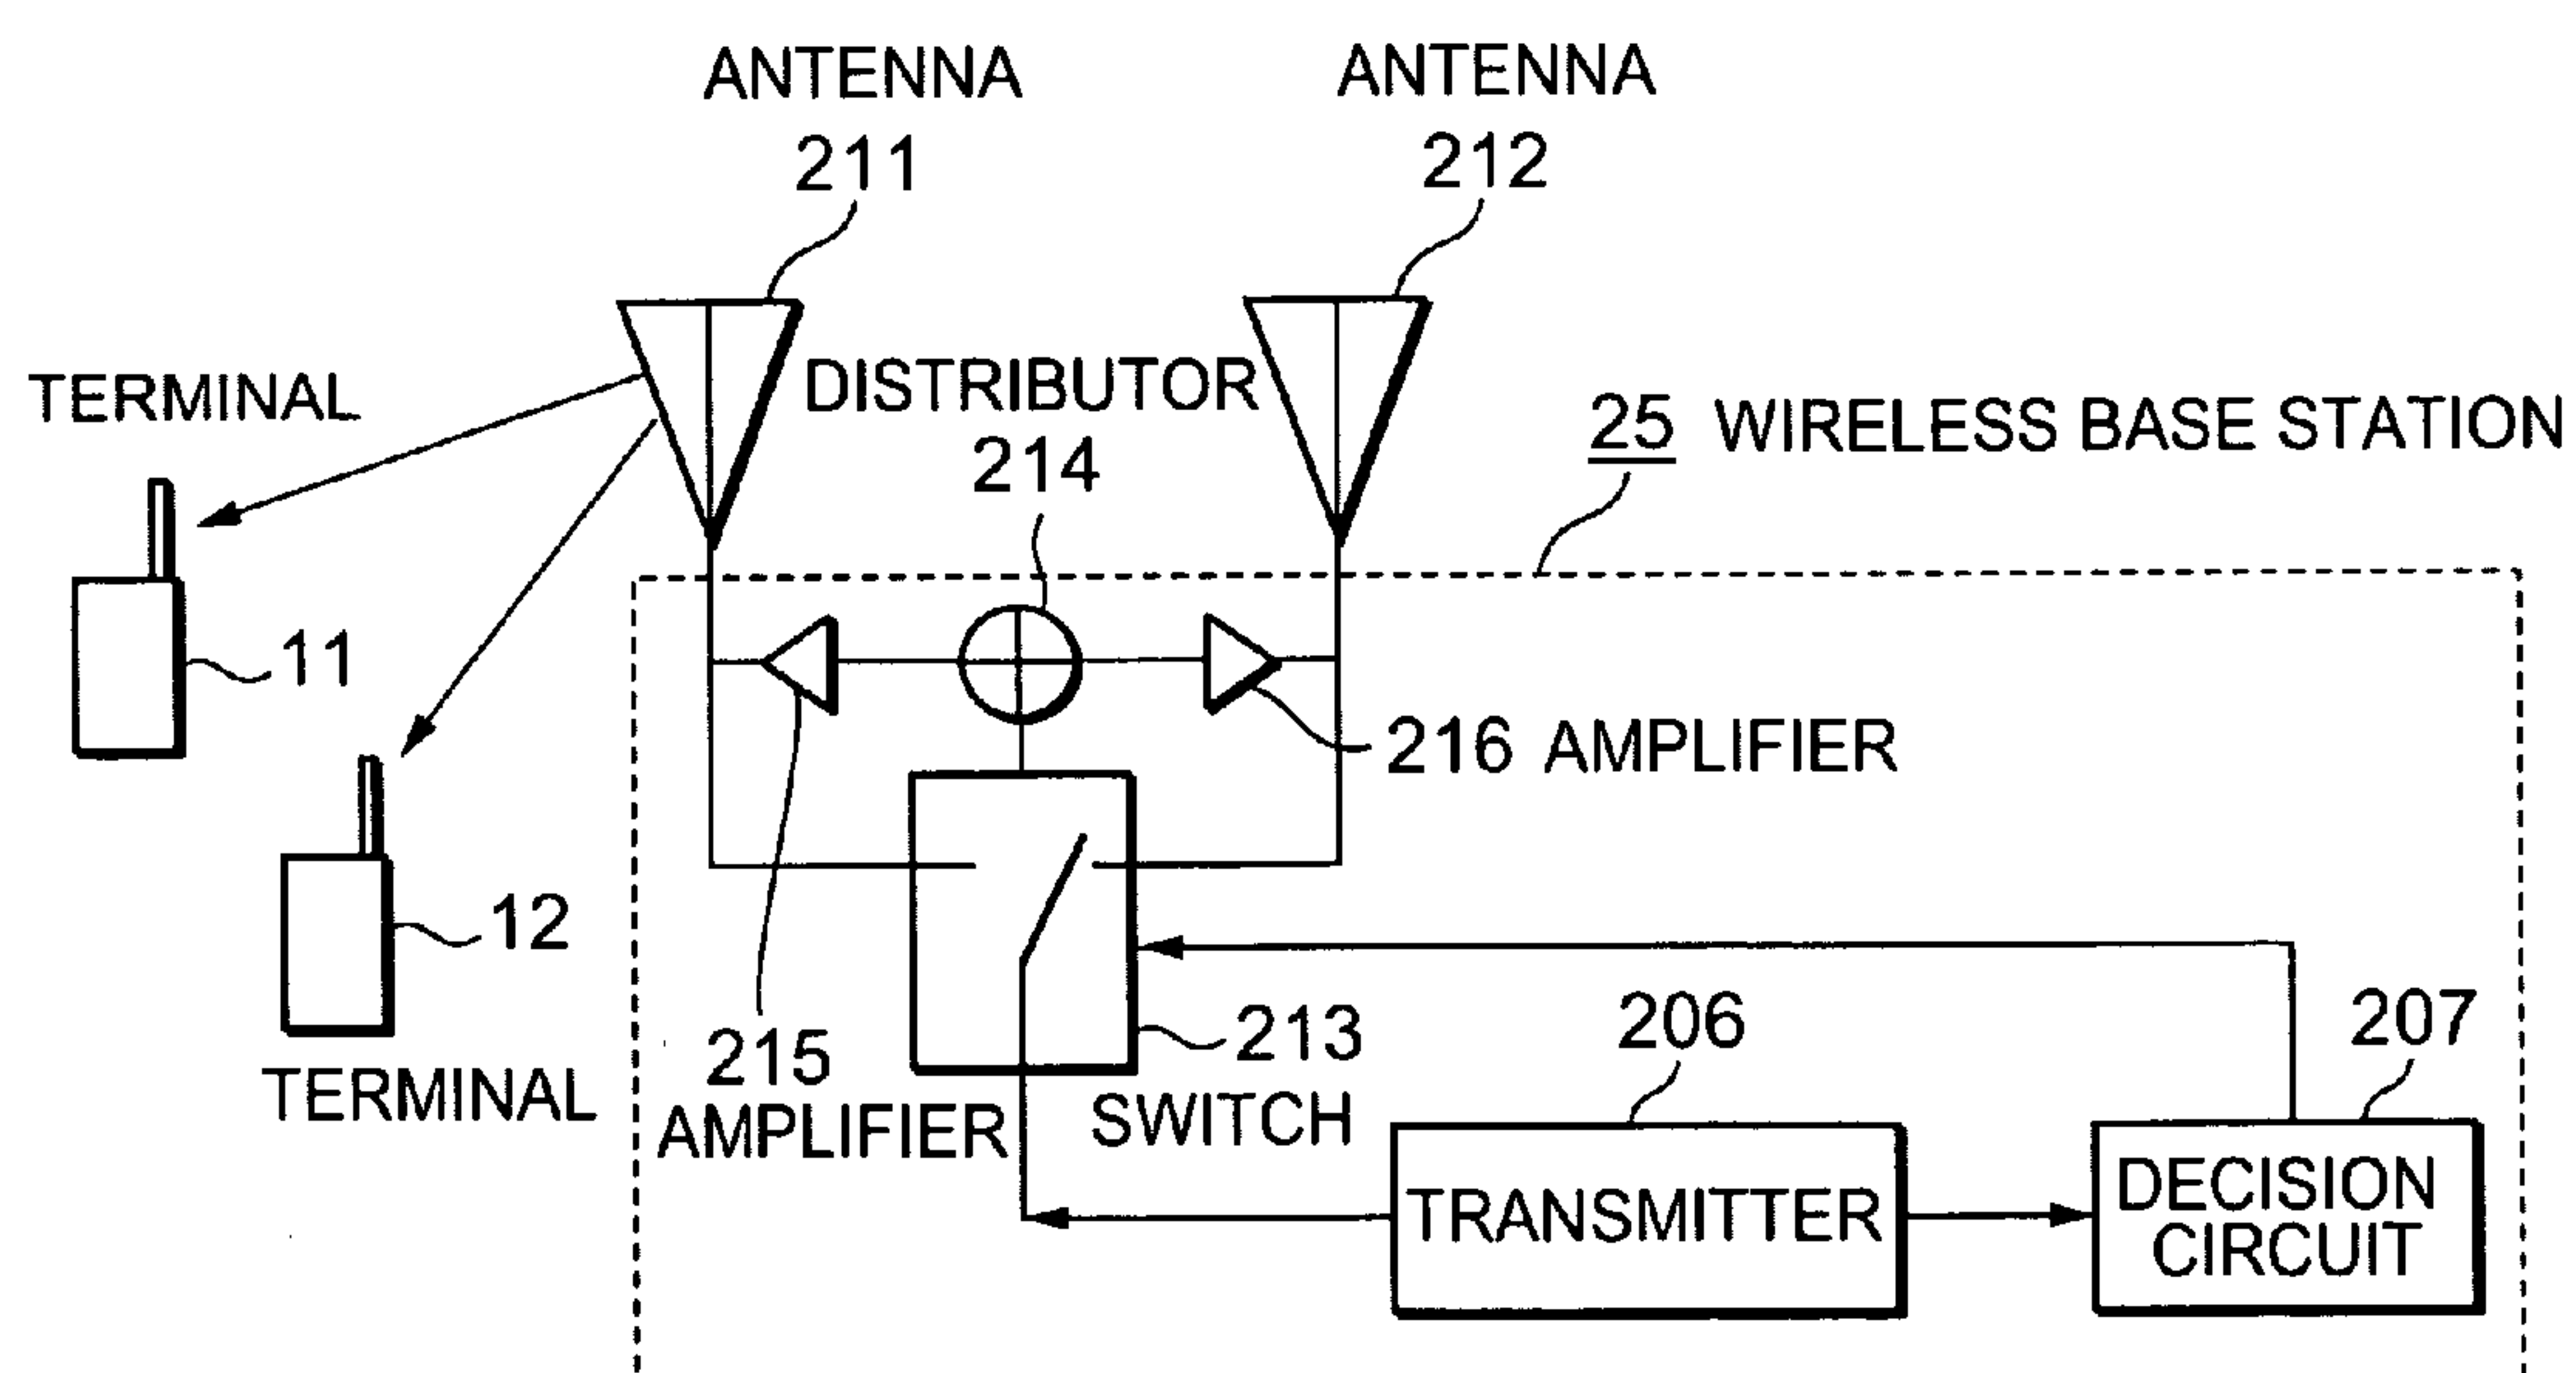 ANTENNA
211
ANTENNA
212
TERMINAL
DISTRIBUTOR
214
25 WIRELESS BASE STATION
11
216 AMPLIFIER
12
TERMINAL
215
AMPLIFIER
213
SWITCH
206
TRANSMITTER
207
DECISION
CIRCUIT